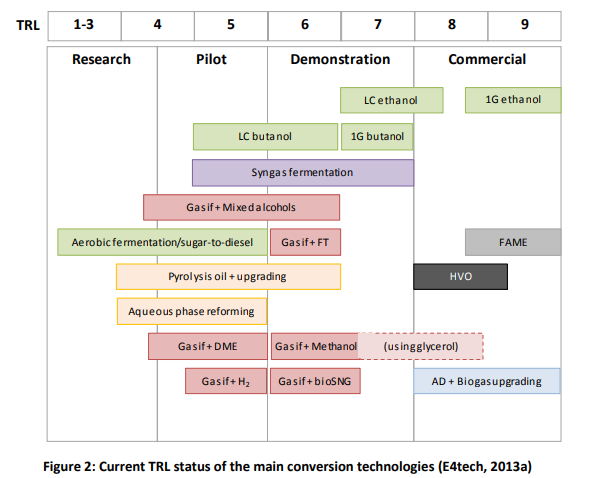 TRL 1-3 4 5 6 7 8 9
Research Pilot Demonstration Commercial
LC ethanol 1G ethanol
LC butanol 1G butanol
Syngas fermentation
Gasif + Mixed alcohols
Aerobic fermentation/sugar-to-diesel Gasif + FT FAME
Pyrolysis oil + upgrading HVO
Aqueous phase reforming
Gasif + DME Gasif + Methanol (using glycerol)
Gasif + H₂ Gasif + bioSNG AD + Biogas upgrading
Figure 2: Current TRL status of the main conversion technologies (E4tech, 2013a)